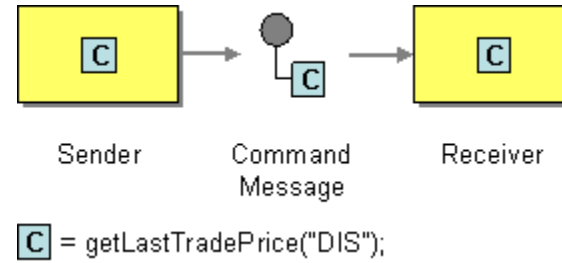 C C C
Sender Command Receiver
Message
C = getLastTradePrice("DIS");